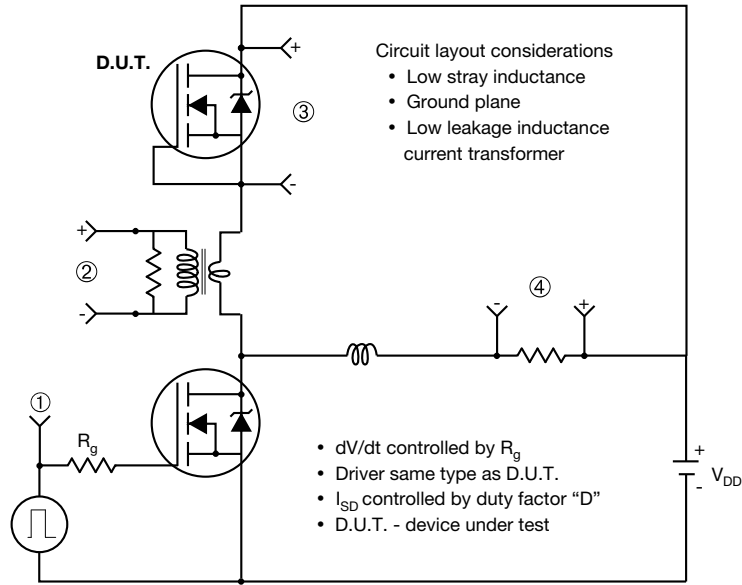 D.U.T.
+
Circuit layout considerations
• Low stray inductance
• Ground plane
• Low leakage inductance
current transformer
③
-
+
②
-
④
-
+
①
R_g
• dV/dt controlled by R_g
• Driver same type as D.U.T.
• I_SD controlled by duty factor “D”
• D.U.T. - device under test
+
V_DD
-